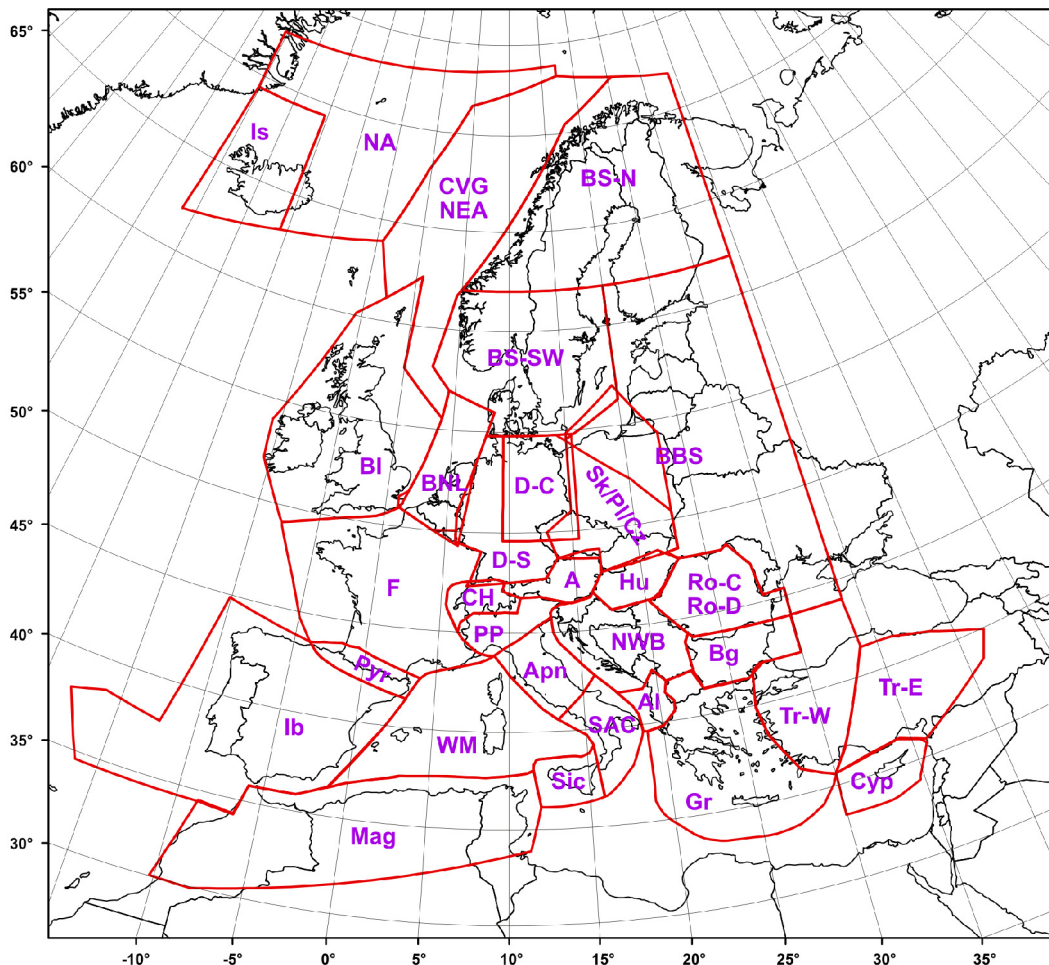 65°
60°
55°
50°
45°
40°
35°
30°
Is
NA
CVG
NEA
BS-N
BS-SW
BI
BNL
D-C
Sk/Pl/Cz
BBS
D-S
F
CH
A
Hu
Ro-C
Ro-D
PP
NWB
Bg
Pyr
Apn
Al
Tr-E
Ib
WM
SAC
Tr-W
Sic
Gr
Cyp
Mag
-10°
-5°
0°
5°
10°
15°
20°
25°
30°
35°